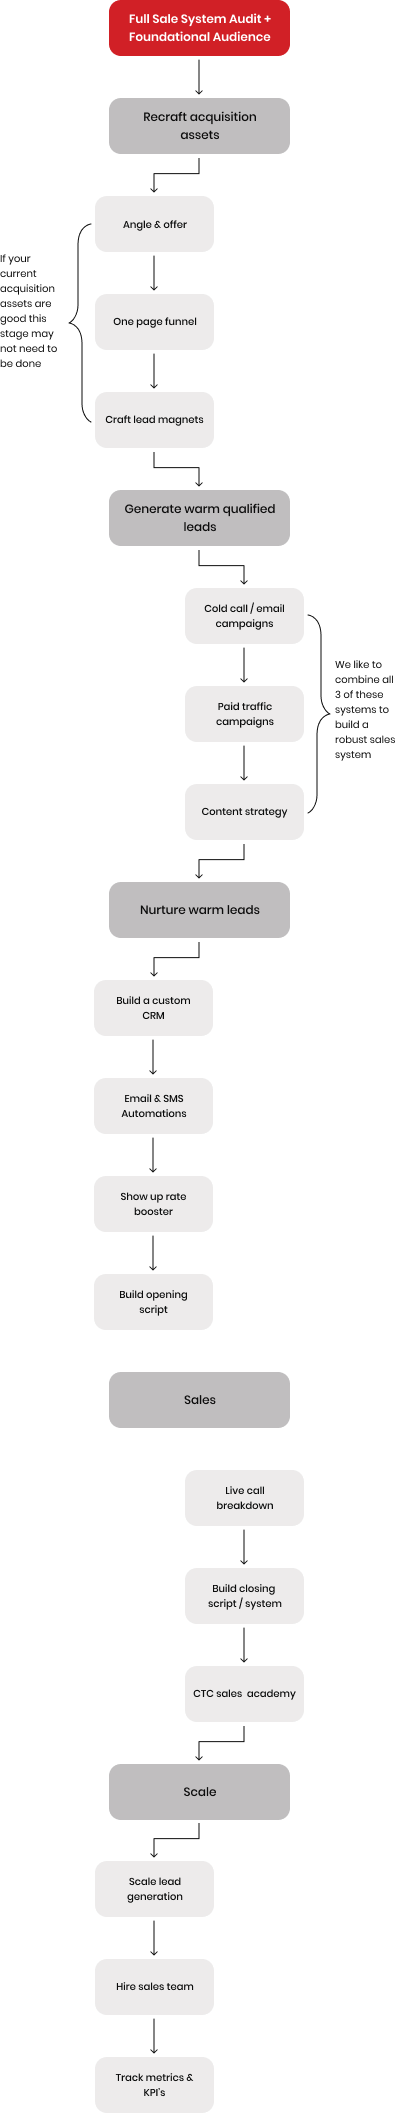 Full Sale System Audit +
Foundational Audience
Recraft acquisition
assets
Angle & offer
If your
current
acquisition
assets are
good this
stage may
not need to
be done
One page funnel
Craft lead magnets
Generate warm qualified
leads
Cold call / email
campaigns
We like to
combine all
3 of these
systems to
build a
robust sales
system
Paid traffic
campaigns
Content strategy
Nurture warm leads
Build a custom
CRM
Email & SMS
Automations
Show up rate
booster
Build opening
script
Sales
Live call
breakdown
Build closing
script / system
CTC sales academy
Scale
Scale lead
generation
Hire sales team
Track metrics &
KPI's